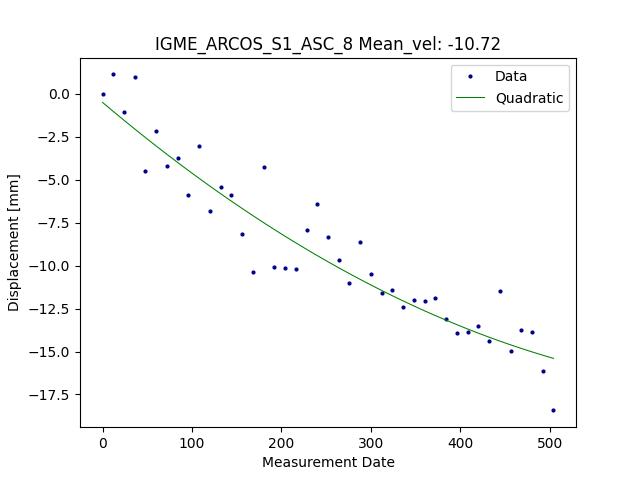 IGME_ARCOS_S1_ASC_8 Mean_vel: -10.72
Data
Quadratic
0.0
−2.5
−5.0
−7.5
−10.0
−12.5
−15.0
−17.5
Displacement [mm]
0 100 200 300 400 500
Measurement Date